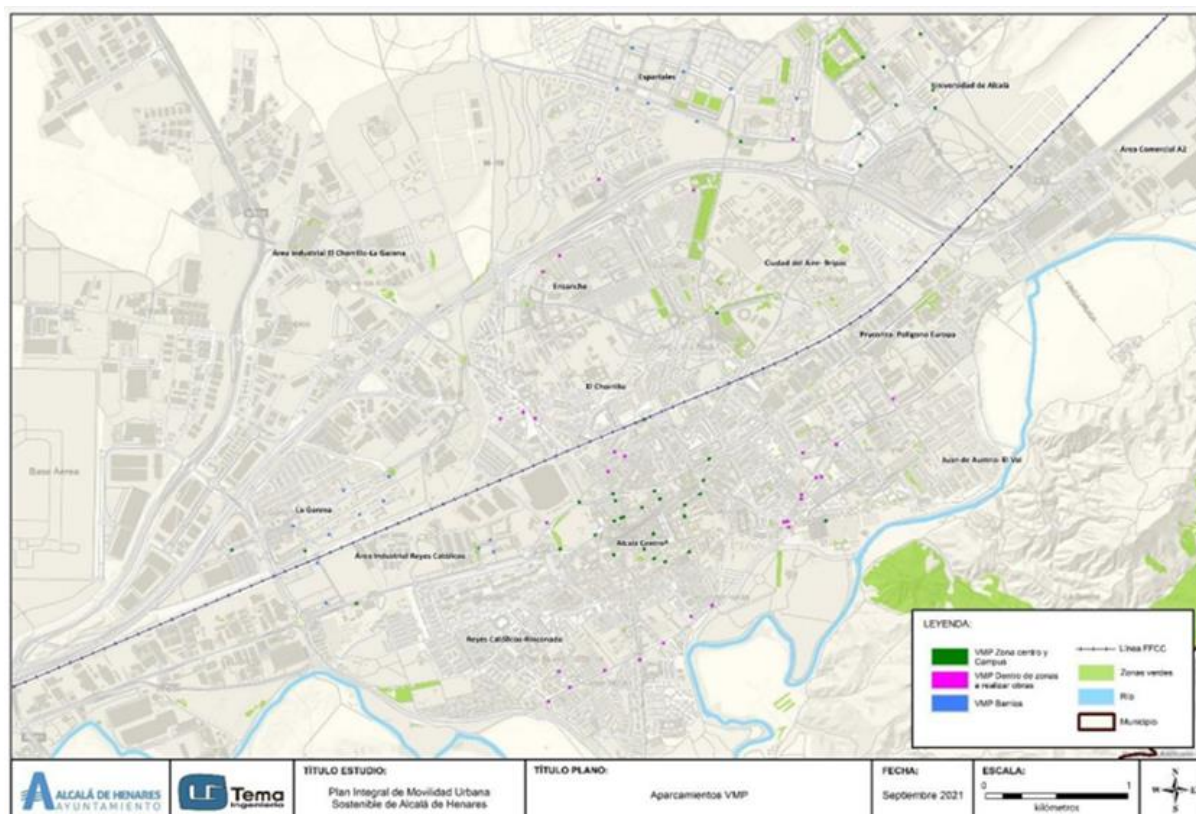 Espartales
Universidad de Alcalá
Área Comercial A2
Área Industrial El Chorrillo-La Garena
Ciudad del Aire- Bripac
Ensanche
Polígono Europa
El Chorrillo
Base Aérea
Juan de Austria- El Val
La Garena
Alcalá Centro
Área Industrial Reyes Católicos
Reyes Católicos-Rinconada
LEYENDA:
VMP Zona centro y
Campus
VMP Dentro de zonas
a realizar obras
VMP Barrios
Línea FFCC
Zonas verdes
Río
Municipio
ALCALÁ DE HENARES
AYUNTAMIENTO
Tema
Ingeniería
TÍTULO ESTUDIO:
Plan Integral de Movilidad Urbana
Sostenible de Alcalá de Henares
TÍTULO PLANO:
Aparcamientos VMP
FECHA:
Septiembre 2021
ESCALA:
0 1
kilómetros
N
W E
S